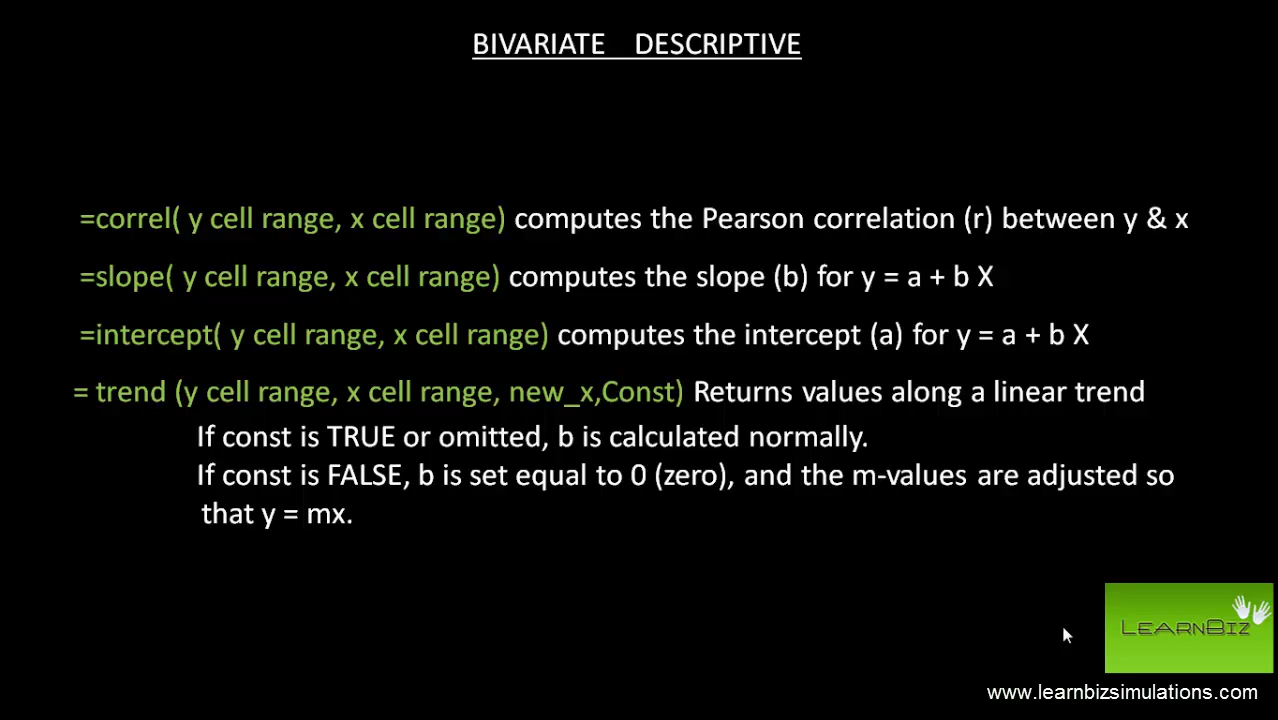 BIVARIATE DESCRIPTIVE
=correl( y cell range, x cell range) computes the Pearson correlation (r) between y & x
=slope( y cell range, x cell range) computes the slope (b) for y = a + b X
=intercept( y cell range, x cell range) computes the intercept (a) for y = a + b X
= trend (y cell range, x cell range, new_x,Const) Returns values along a linear trend
If const is TRUE or omitted, b is calculated normally.
If const is FALSE, b is set equal to 0 (zero), and the m-values are adjusted so
that y = mx.
LEARNBIZ
www.learnbizsimulations.com